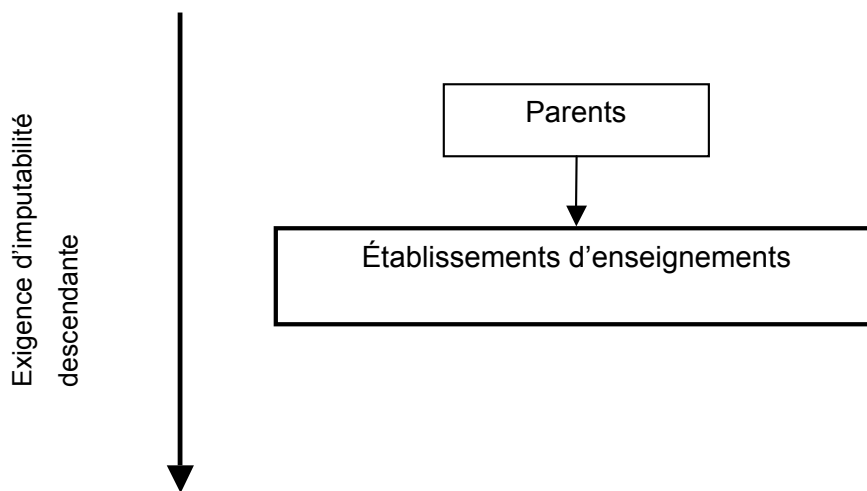 Exigence d’imputabilité
descendante
Parents
Établissements d’enseignements